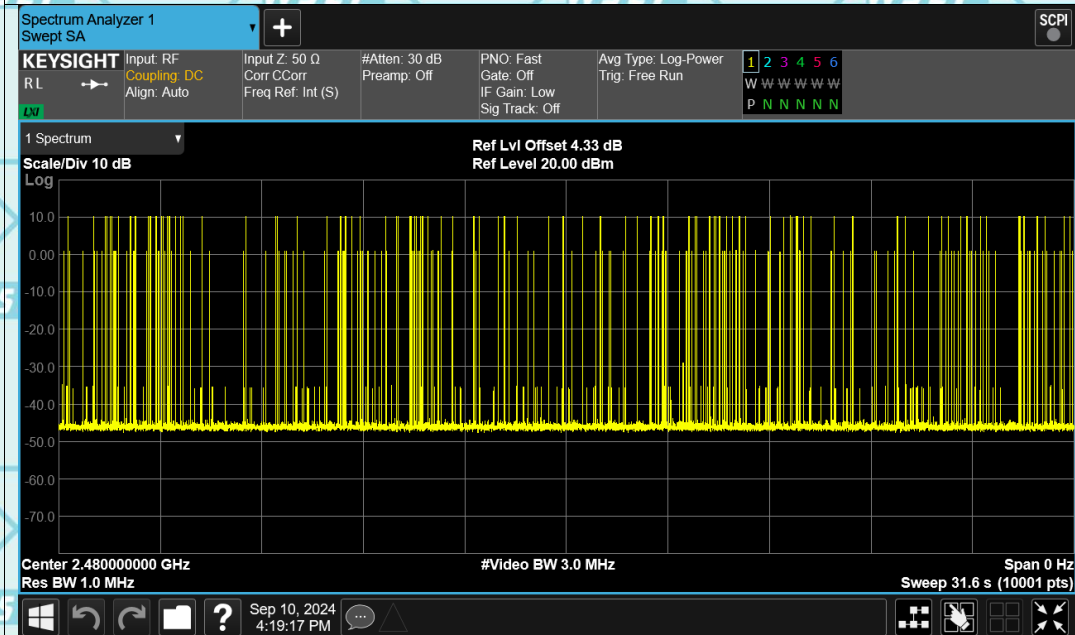 Spectrum Analyzer 1
Swept SA
+
SCPI
KEYSIGHT
R L
LXI
Input: RF
Coupling: DC
Align: Auto
Input Z: 50 Ω
Corr CCorr
Freq Ref: Int (S)
#Atten: 30 dB
Preamp: Off
PNO: Fast
Gate: Off
IF Gain: Low
Sig Track: Off
Avg Type: Log-Power
Trig: Free Run
1 2 3 4 5 6
W W W W W W
P N N N N N
1 Spectrum
Scale/Div 10 dB
Log
Ref Lvl Offset 4.33 dB
Ref Level 20.00 dBm
10.0
0.00
-10.0
-20.0
-30.0
-40.0
-50.0
-60.0
-70.0
Center 2.480000000 GHz
#Video BW 3.0 MHz
Span 0 Hz
Res BW 1.0 MHz
Sweep 31.6 s (10001 pts)
?
Sep 10, 2024
4:19:17 PM